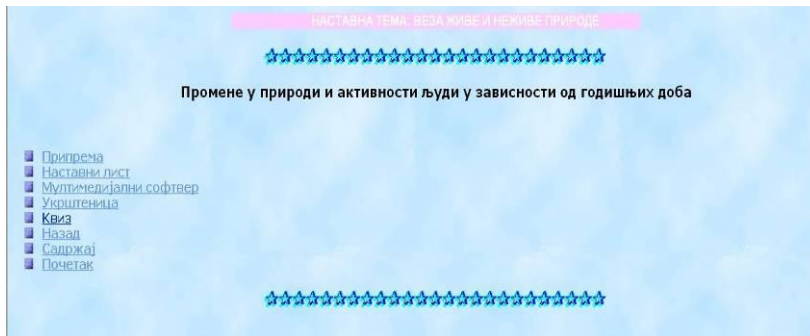 НАСТАВНА ТЕМА: ВЕЗА ЖИВЕ И НЕЖИВЕ ПРИРОДЕ
Промене у природи и активности људи у зависности од годишњих доба
Припрема
Наставни лист
Мултимедијални софтвер
Укрштеница
Квиз
Назад
Садржај
Почетак